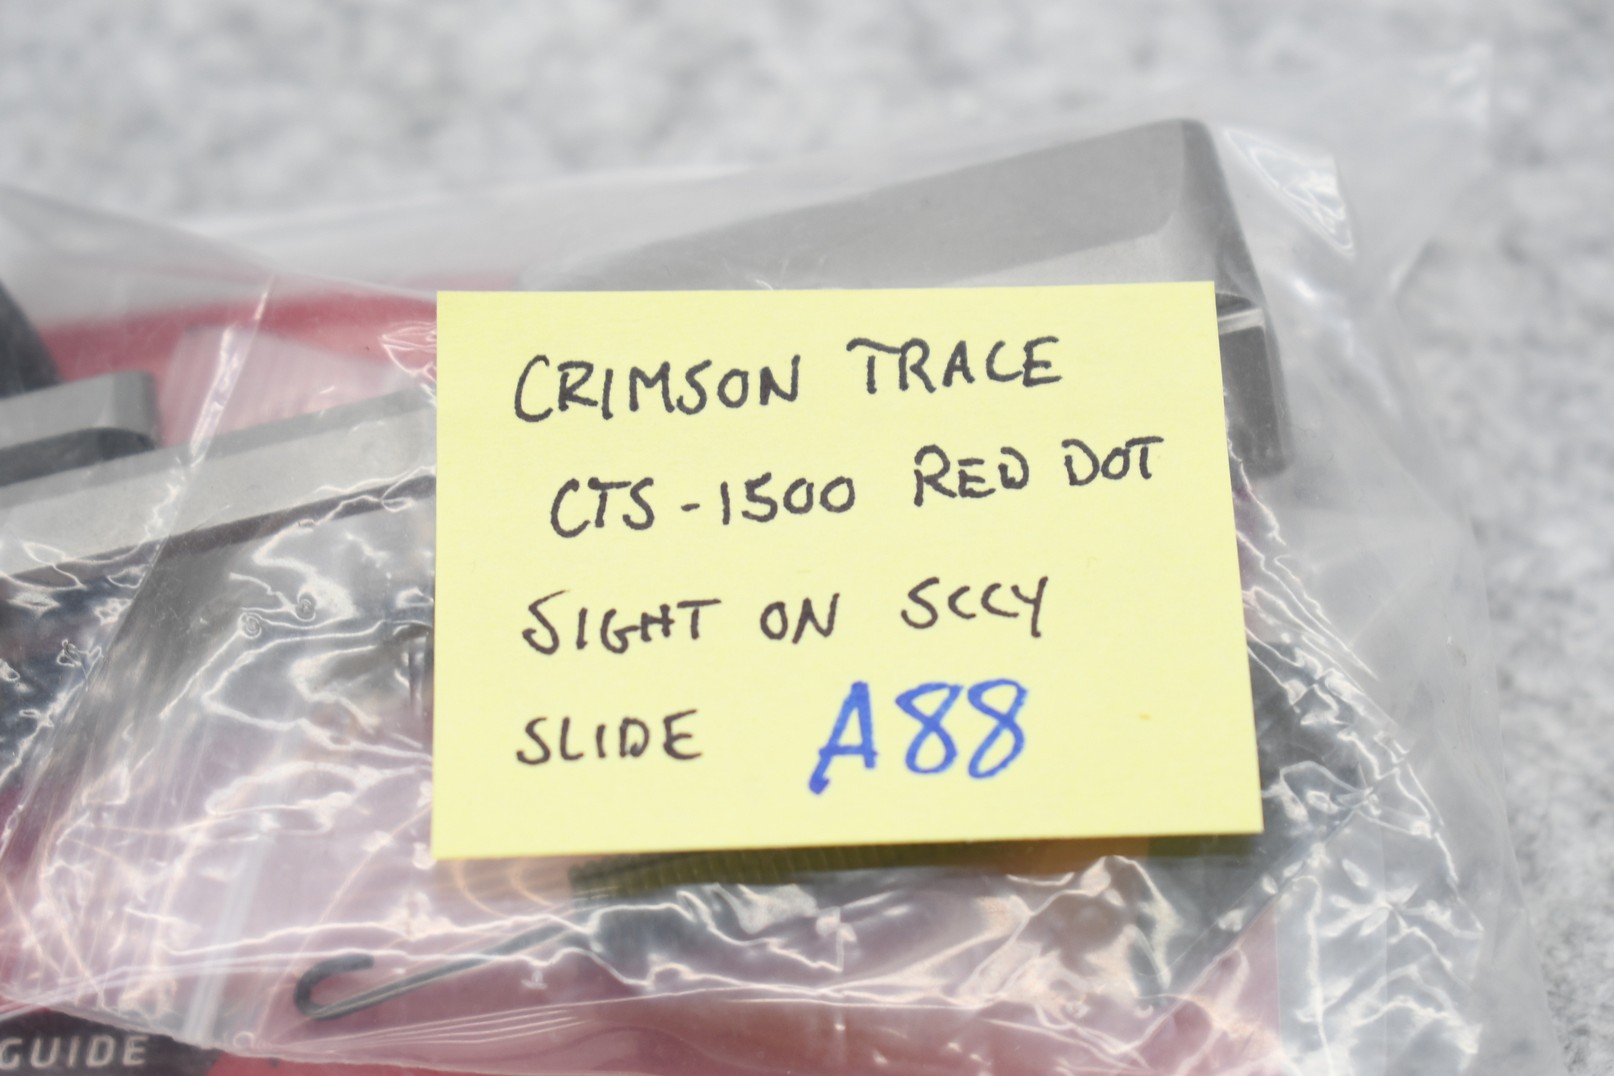 CRIMSON TRACE
CTS-1500 RED DOT
SIGHT ON SCCY
SLIDE A88
GUIDE